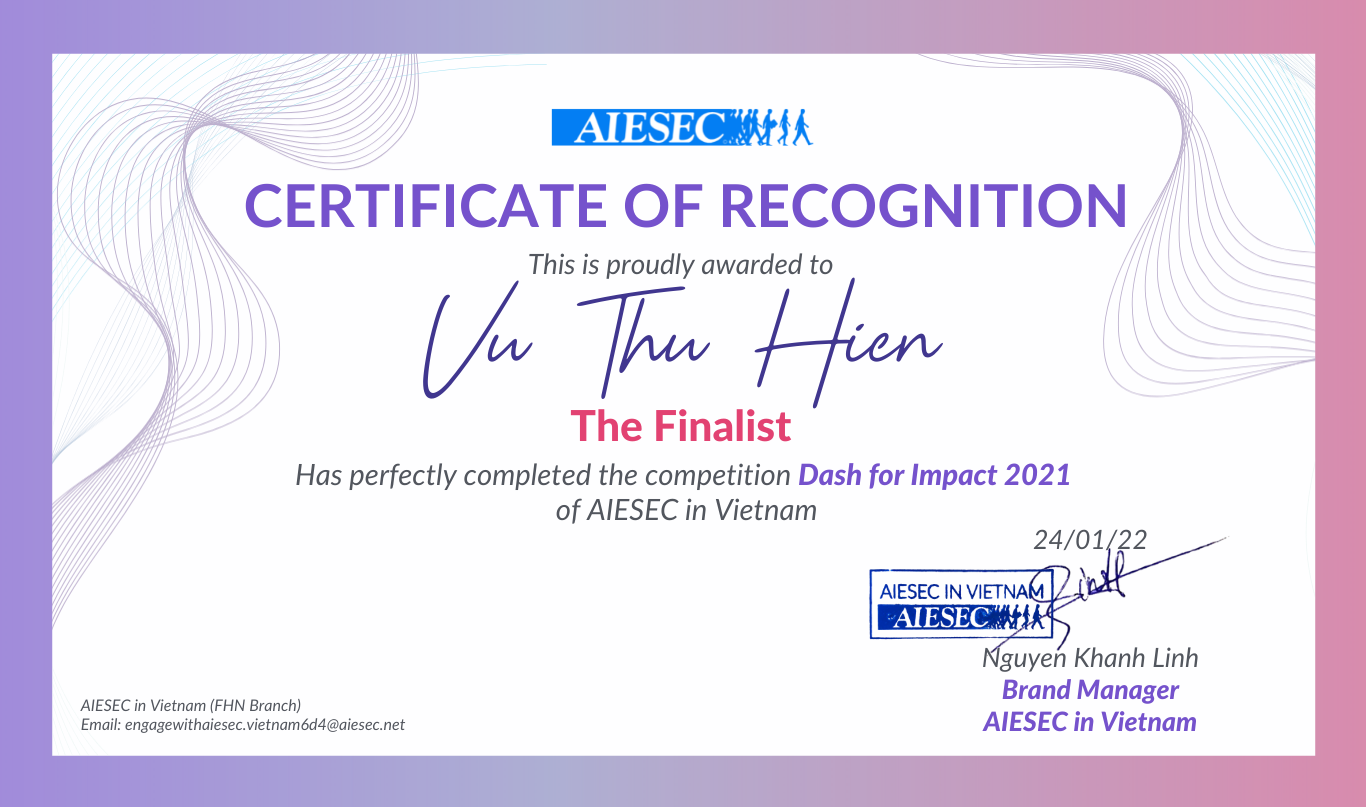 AIESEC
CERTIFICATE OF RECOGNITION
This is proudly awarded to
Vu Thu Hien
The Finalist
Has perfectly completed the competition Dash for Impact 2021
of AIESEC in Vietnam
24/01/22
AIESEC IN VIETNAM
AIESEC
Nguyen Khanh Linh
Brand Manager
AIESEC in Vietnam
AIESEC in Vietnam (FHN Branch)
Email: engagewithaiesec.vietnam6d4@aiesec.net